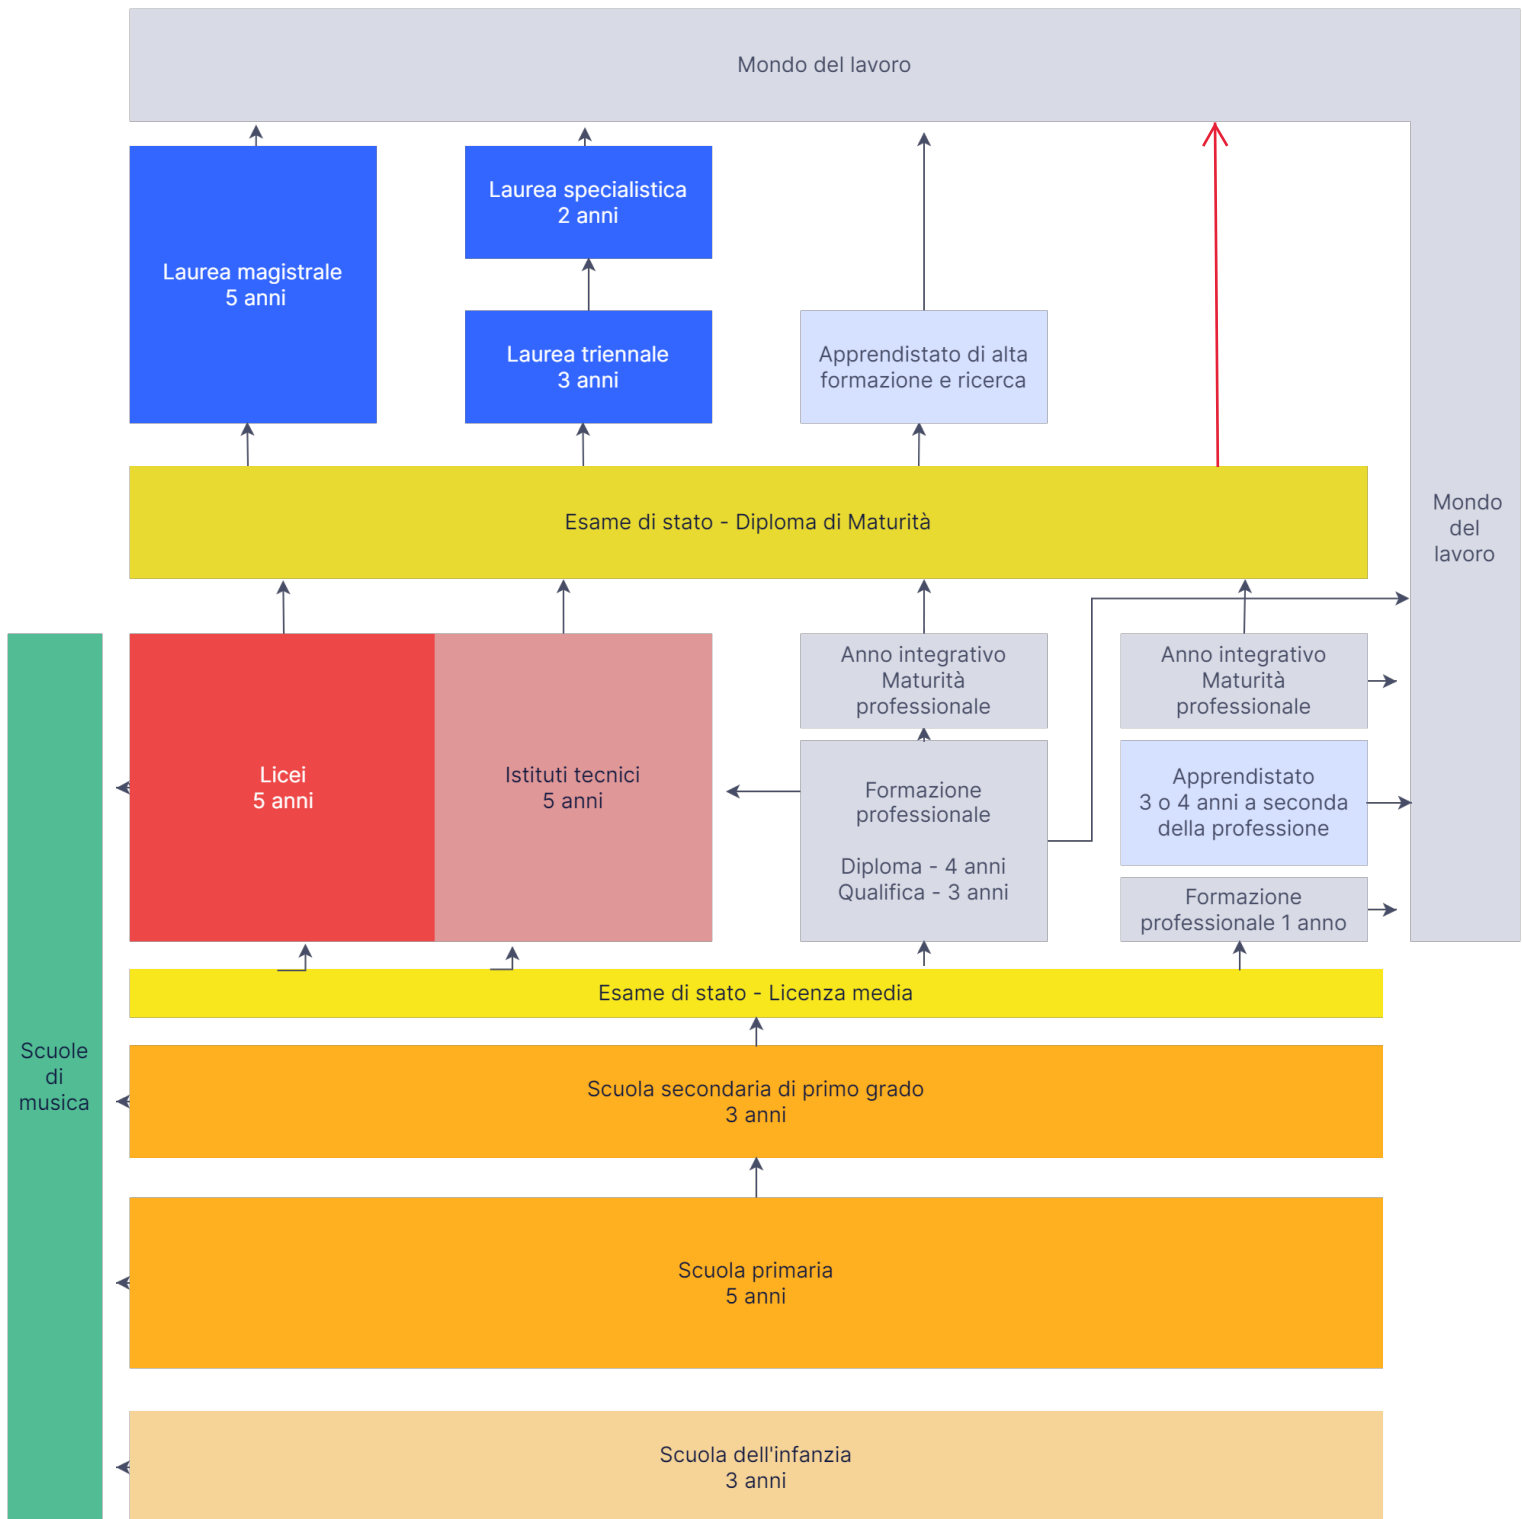 Mondo del lavoro
Laurea magistrale
5 anni
Laurea specialistica
2 anni
Laurea triennale
3 anni
Apprendistato di alta
formazione e ricerca
Mondo
del
lavoro
Esame di stato - Diploma di Maturità
Licei
5 anni
Istituti tecnici
5 anni
Anno integrativo
Maturità
professionale
Formazione
professionale
Diploma - 4 anni
Qualifica - 3 anni
Anno integrativo
Maturità
professionale
Apprendistato
3 o 4 anni a seconda
della professione
Formazione
professionale 1 anno
Esame di stato - Licenza media
Scuole
di
musica
Scuola secondaria di primo grado
3 anni
Scuola primaria
5 anni
Scuola dell'infanzia
3 anni